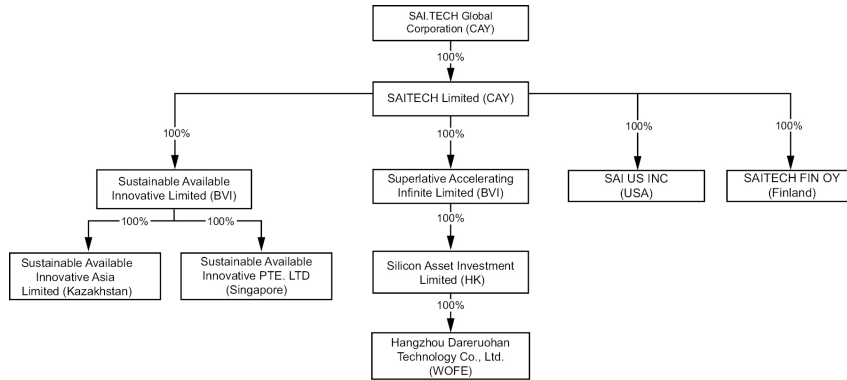 SAI.TECH Global
Corporation (CAY)
100%
SAITECH Limited (CAY)
100%
100%
100%
100%
Sustainable Available
Innovative Limited (BVI)
Superlative Accelerating
Infinite Limited (BVI)
SAI US INC
(USA)
SAITECH FIN OY
(Finland)
100%
100%
100%
Sustainable Available
Innovative Asia
Limited (Kazakhstan)
Sustainable Available
Innovative PTE. LTD
(Singapore)
Silicon Asset Investment
Limited (HK)
100%
Hangzhou Dareruohan
Technology Co., Ltd.
(WOFE)